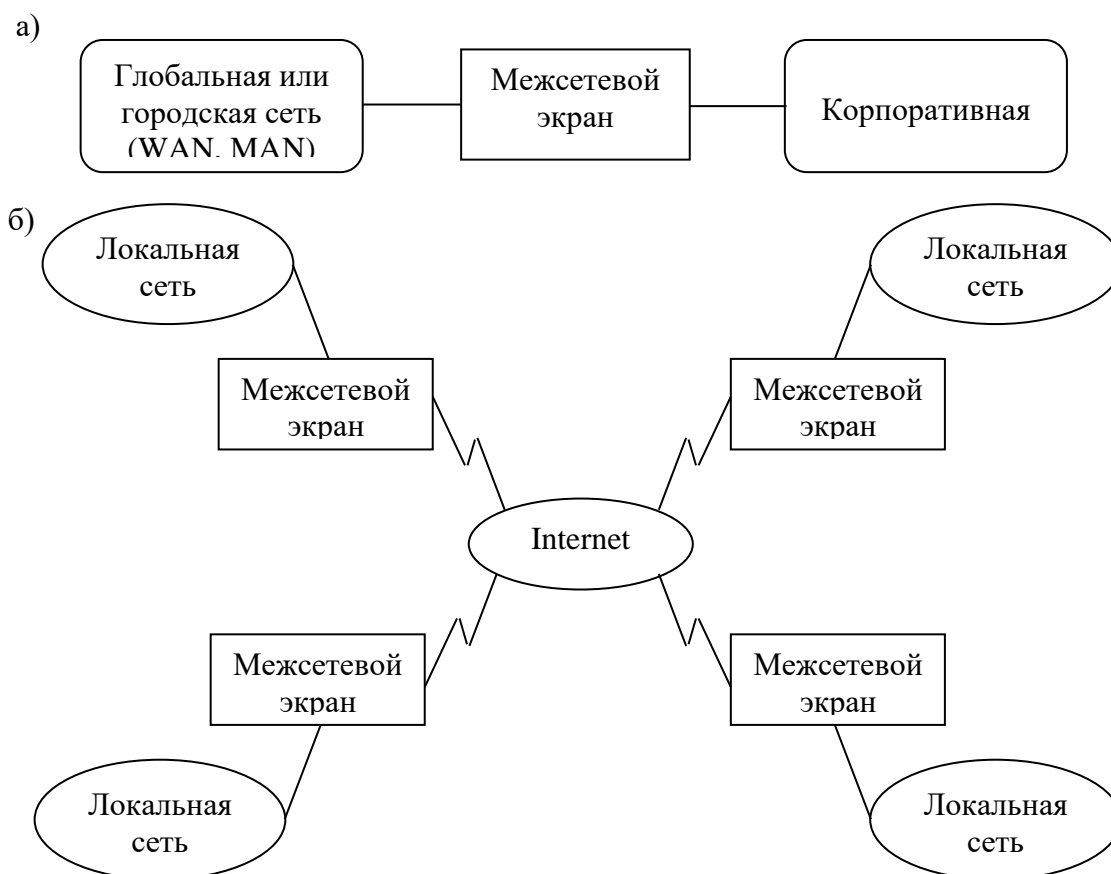 а)
Глобальная или
городская сеть
(WAN, MAN)
Межсетевой
экран
Корпоративная
б)
Локальная
сеть
Локальная
сеть
Межсетевой
экран
Межсетевой
экран
Internet
Межсетевой
экран
Межсетевой
экран
Локальная
сеть
Локальная
сеть